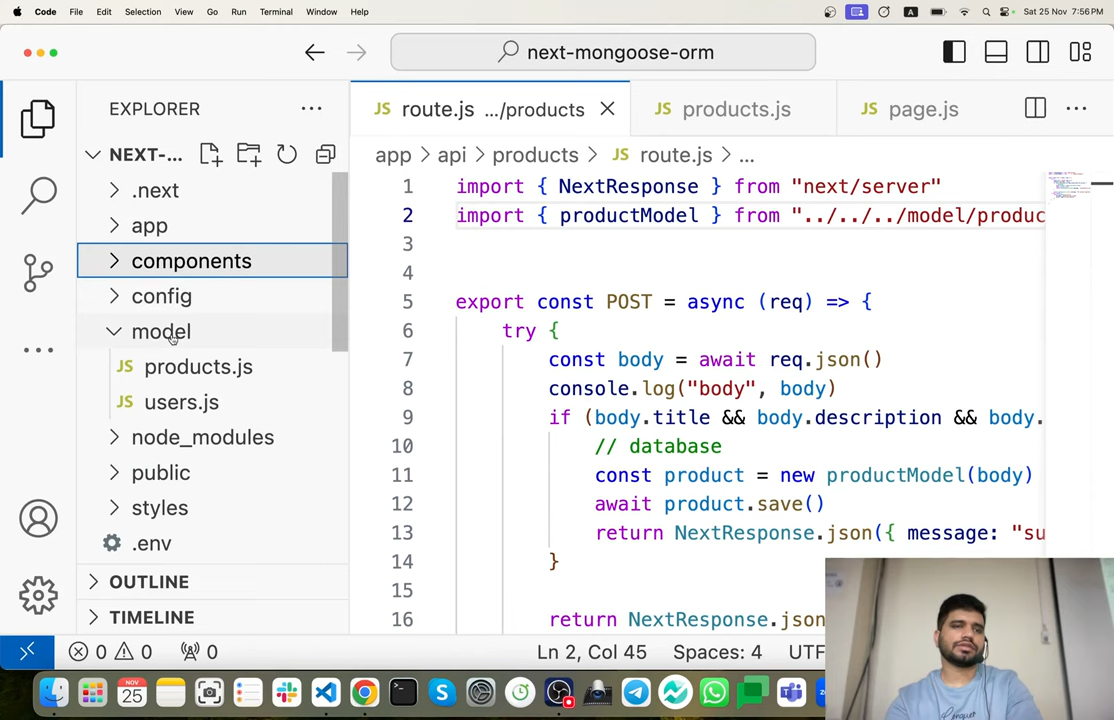 Code File Edit Selection View Go Run Terminal Window Help A Sat 25 Nov 7:56 PM
next-mongoose-orm
EXPLORER
JS route.js .../products
JS products.js
JS page.js
NEXT-...
app > api > products > JS route.js > ...
.next
app
components
config
model
JS products.js
JS users.js
node_modules
public
styles
.env
OUTLINE
TIMELINE
1 import { NextResponse } from "next/server"
2 import { productModel } from "../../../model/produc
3
4
5 export const POST = async (req) => {
6 try {
7 const body = await req.json()
8 console.log("body", body)
9 if (body.title && body.description && body.
10 // database
11 const product = new productModel(body)
12 await product.save()
13 return NextResponse.json({ message: "su
14 }
15
16 return NextResponse.json
0 0 0 Ln 2, Col 45 Spaces: 4 UTF
NOV
25